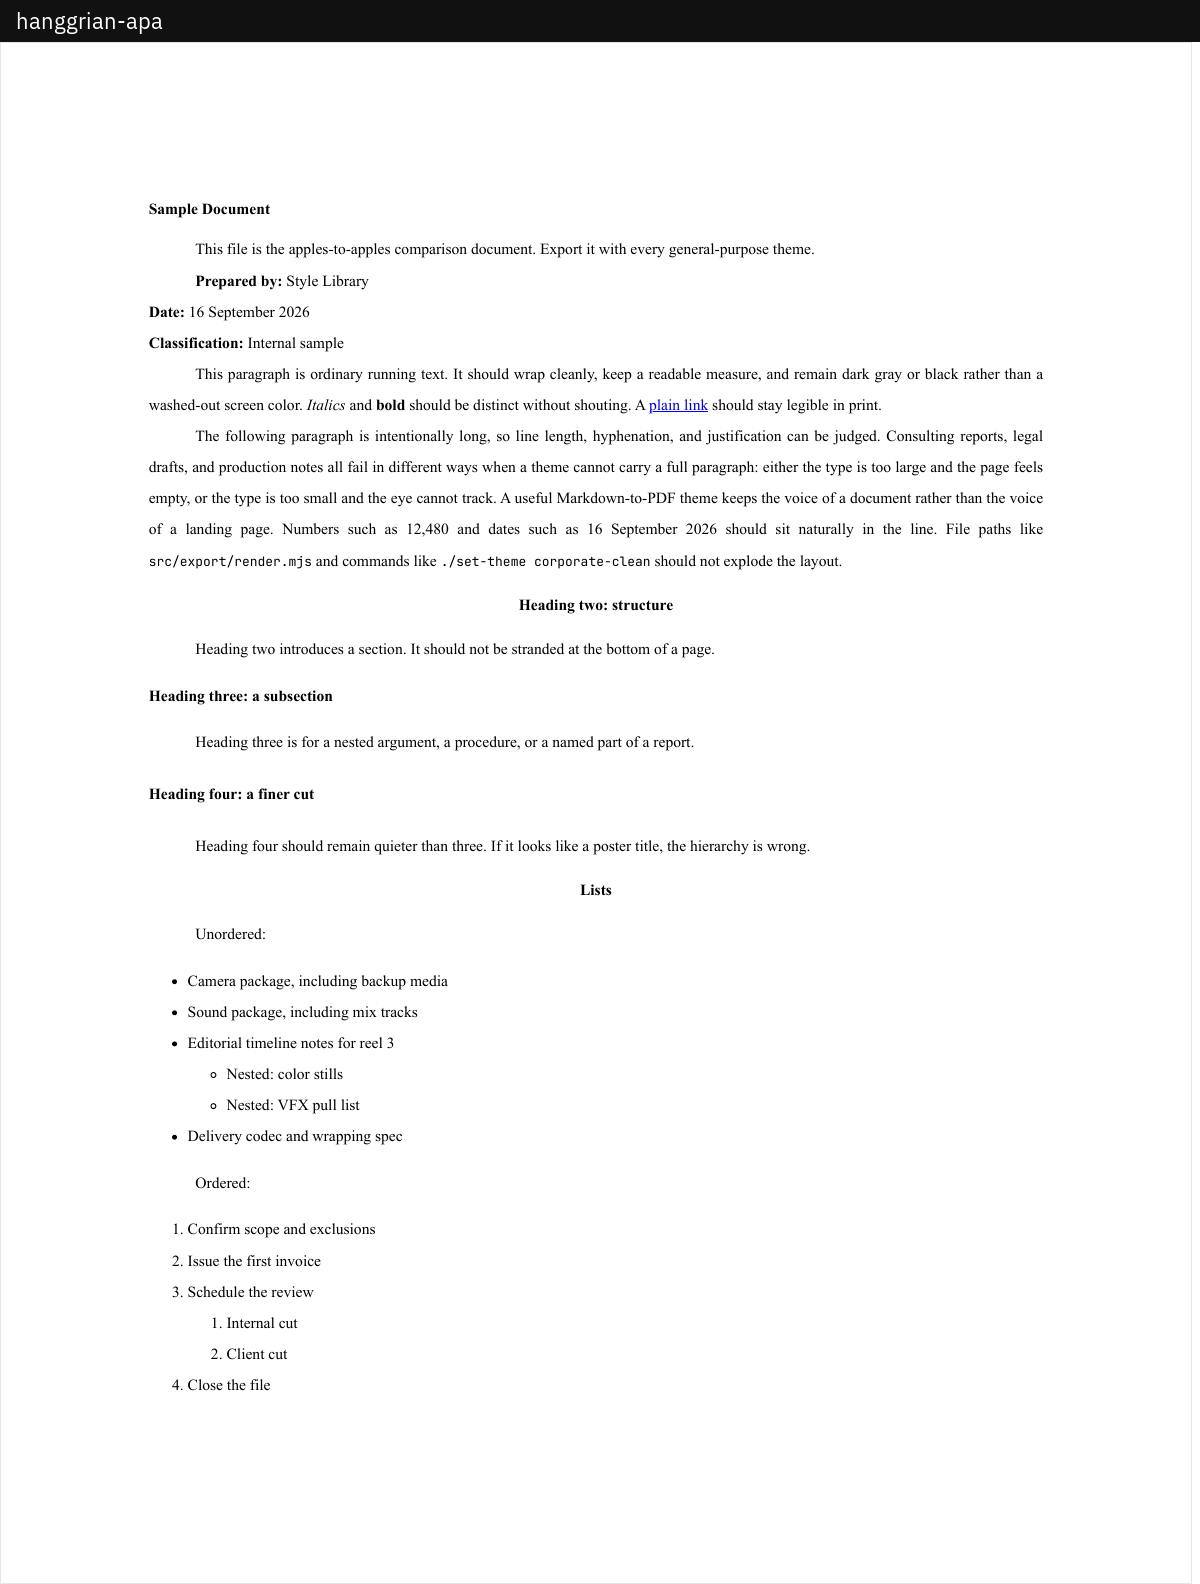 hanggrian-apa
Sample Document
This file is the apples-to-apples comparison document. Export it with every general-purpose theme.
Prepared by: Style Library
Date: 16 September 2026
Classification: Internal sample
This paragraph is ordinary running text. It should wrap cleanly, keep a readable measure, and remain dark gray or black rather than a
washed-out screen color. Italics and bold should be distinct without shouting. A plain link should stay legible in print.
The following paragraph is intentionally long, so line length, hyphenation, and justification can be judged. Consulting reports, legal
drafts, and production notes all fail in different ways when a theme cannot carry a full paragraph: either the type is too large and the page feels
empty, or the type is too small and the eye cannot track. A useful Markdown-to-PDF theme keeps the voice of a document rather than the voice
of a landing page. Numbers such as 12,480 and dates such as 16 September 2026 should sit naturally in the line. File paths like
src/export/render.mjs and commands like ./set-theme corporate-clean should not explode the layout.
Heading two: structure
Heading two introduces a section. It should not be stranded at the bottom of a page.
Heading three: a subsection
Heading three is for a nested argument, a procedure, or a named part of a report.
Heading four: a finer cut
Heading four should remain quieter than three. If it looks like a poster title, the hierarchy is wrong.
Lists
Unordered:
• Camera package, including backup media
• Sound package, including mix tracks
• Editorial timeline notes for reel 3
◦ Nested: color stills
◦ Nested: VFX pull list
• Delivery codec and wrapping spec
Ordered:
1. Confirm scope and exclusions
2. Issue the first invoice
3. Schedule the review
1. Internal cut
2. Client cut
4. Close the file